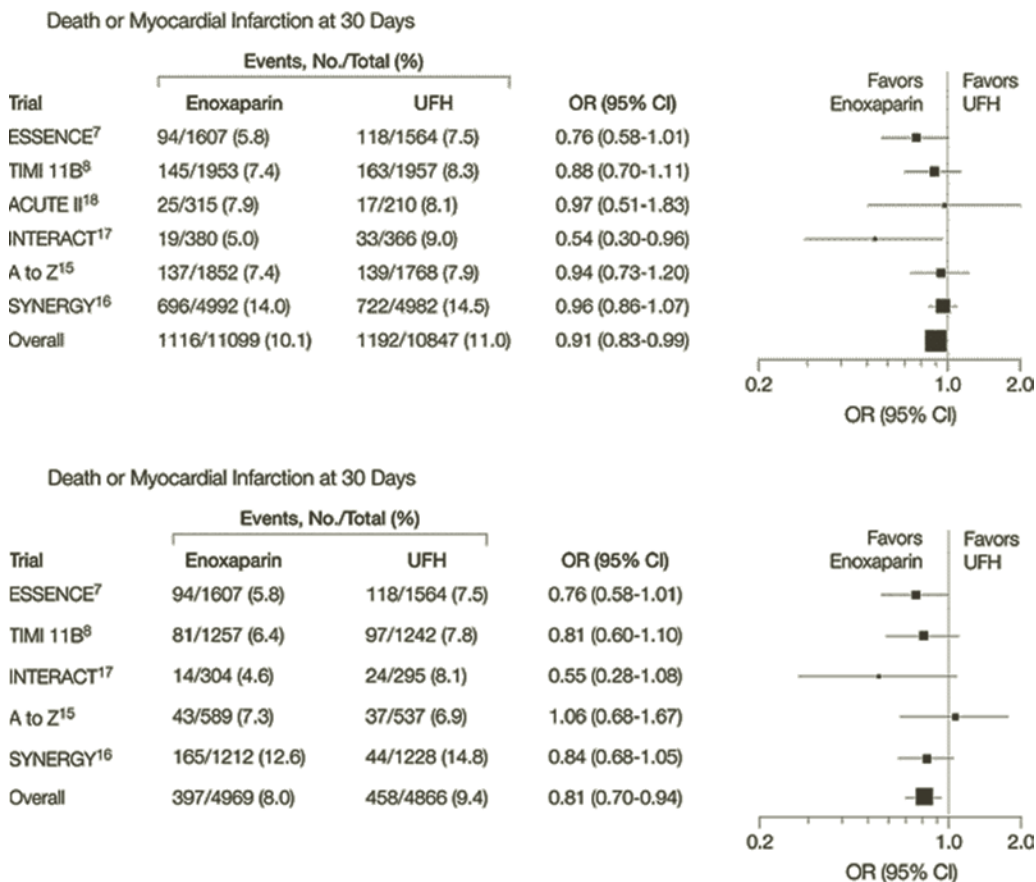 Death or Myocardial Infarction at 30 Days
Events, No./Total (%)
Favors Favors
Trial Enoxaparin UFH OR (95% CI) Enoxaparin UFH
ESSENCE7 94/1607 (5.8) 118/1564 (7.5) 0.76 (0.58-1.01)
TIMI 11B8 145/1953 (7.4) 163/1957 (8.3) 0.88 (0.70-1.11)
ACUTE II18 25/315 (7.9) 17/210 (8.1) 0.97 (0.51-1.83)
INTERACT17 19/380 (5.0) 33/366 (9.0) 0.54 (0.30-0.96)
A to Z15 137/1852 (7.4) 139/1768 (7.9) 0.94 (0.73-1.20)
SYNERGY16 696/4992 (14.0) 722/4982 (14.5) 0.96 (0.86-1.07)
Overall 1116/11099 (10.1) 1192/10847 (11.0) 0.91 (0.83-0.99)
0.2 1.0 2.0
OR (95% CI)
Death or Myocardial Infarction at 30 Days
Events, No./Total (%)
Favors Favors
Trial Enoxaparin UFH OR (95% CI) Enoxaparin UFH
ESSENCE7 94/1607 (5.8) 118/1564 (7.5) 0.76 (0.58-1.01)
TIMI 11B8 81/1257 (6.4) 97/1242 (7.8) 0.81 (0.60-1.10)
INTERACT17 14/304 (4.6) 24/295 (8.1) 0.55 (0.28-1.08)
A to Z15 43/589 (7.3) 37/537 (6.9) 1.06 (0.68-1.67)
SYNERGY16 165/1212 (12.6) 44/1228 (14.8) 0.84 (0.68-1.05)
Overall 397/4969 (8.0) 458/4866 (9.4) 0.81 (0.70-0.94)
0.2 1.0 2.0
OR (95% CI)